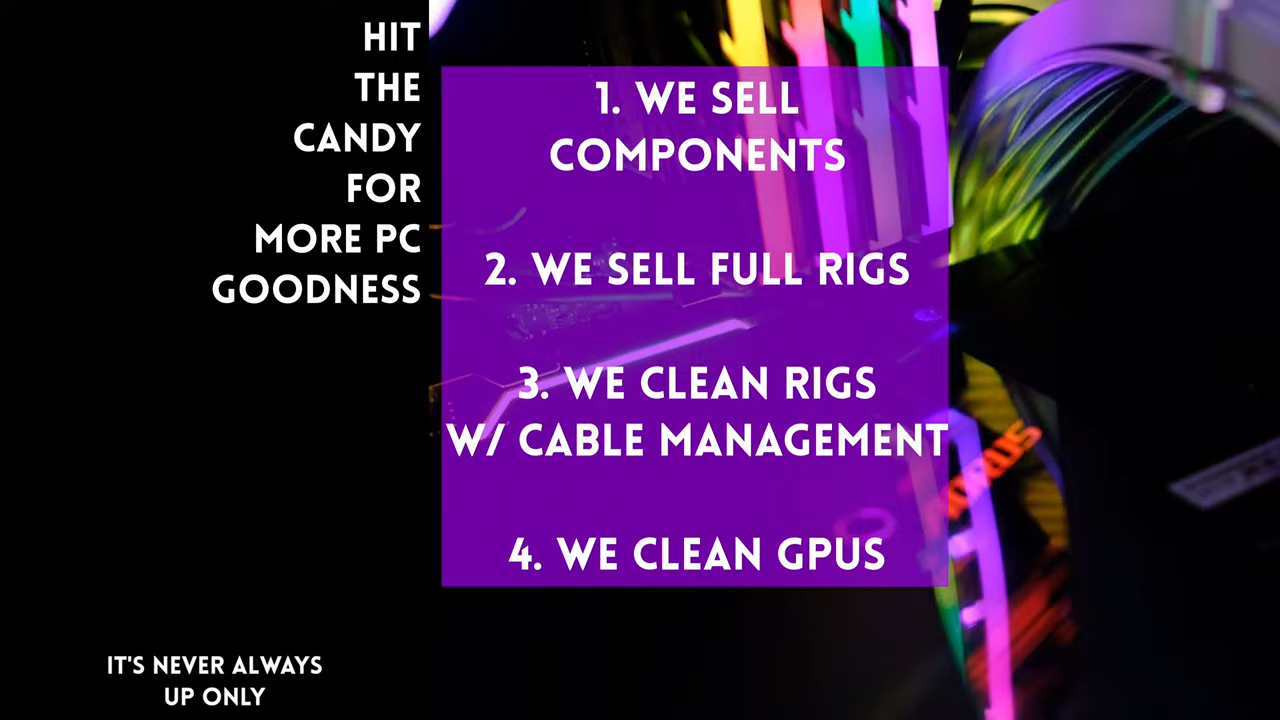 HIT
THE
CANDY
FOR
MORE PC
GOODNESS
1. WE SELL
COMPONENTS
2. WE SELL FULL RIGS
3. WE CLEAN RIGS
W/ CABLE MANAGEMENT
4. WE CLEAN GPUS
IT'S NEVER ALWAYS
UP ONLY